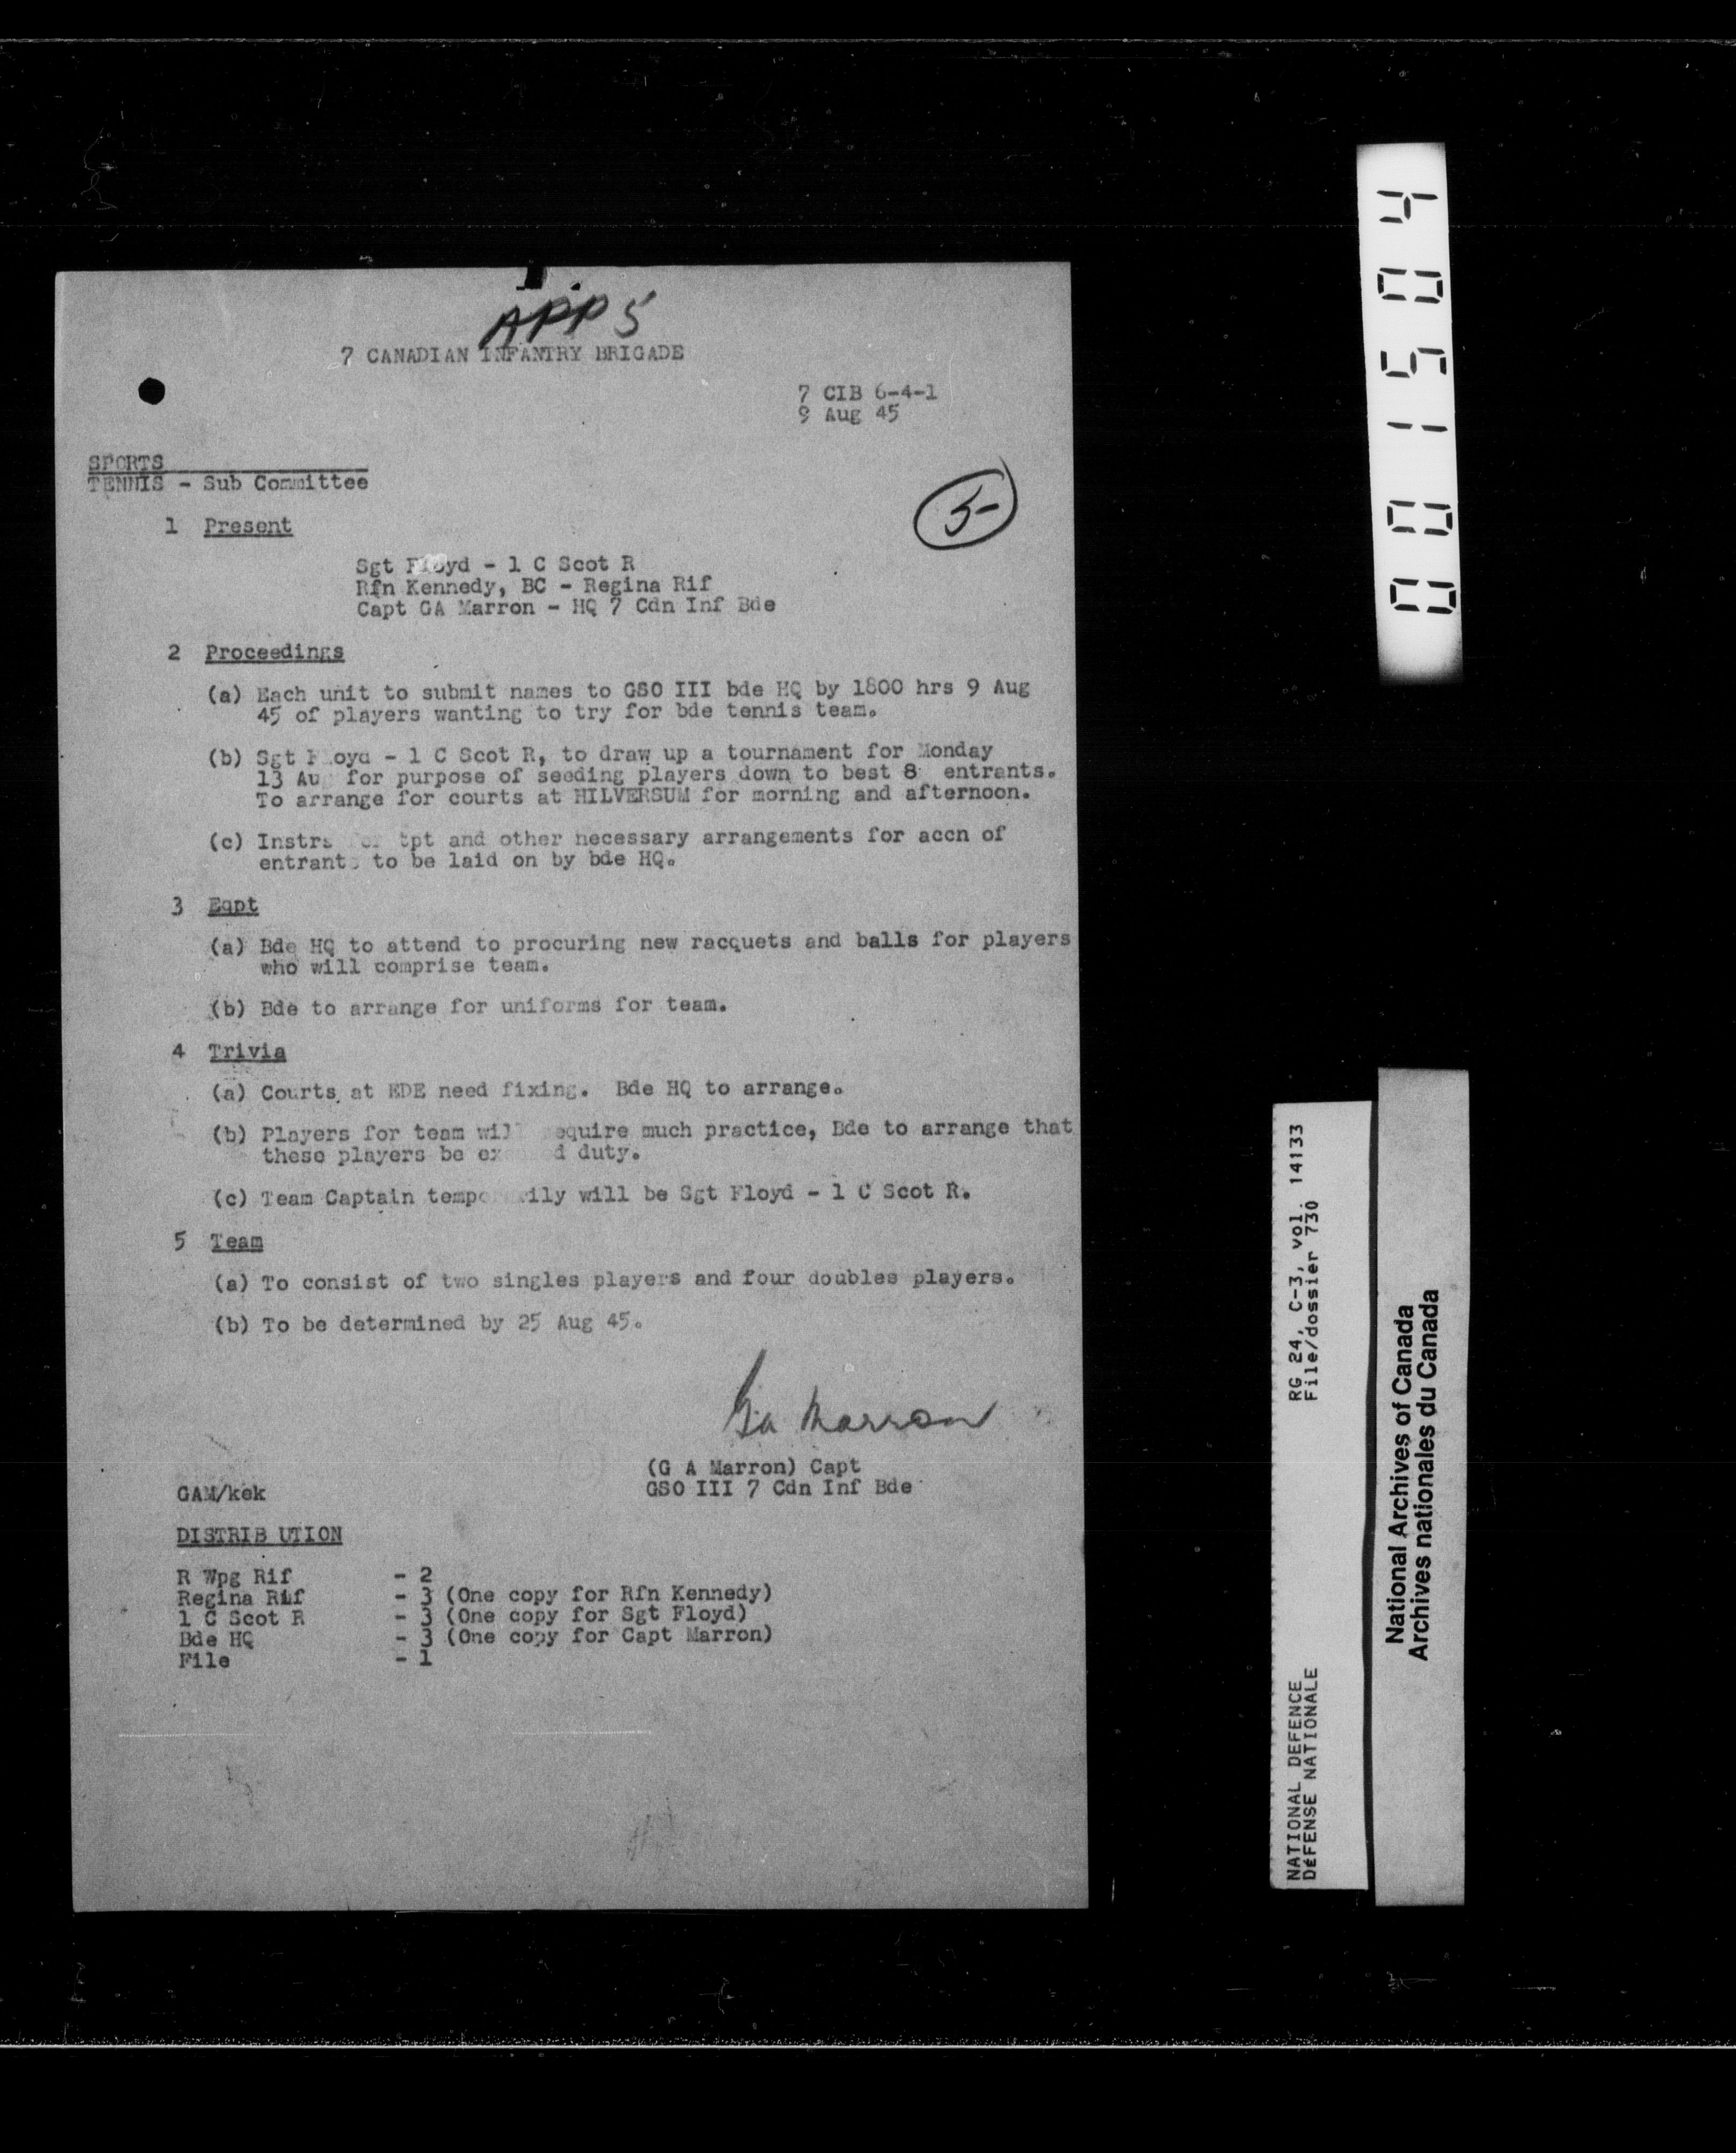 APP 5
7 CANADIAN INFANTRY BRIGADE
7 CIB 6-4-1
9 Aug 45
SPORTS
TENNIS - Sub Committee
5-
1 Present
Sgt Floyd - 1 C Scot R
Rfn Kennedy, BC - Regina Rif
Capt GA Marron - HQ 7 Cdn Inf Bde
2 Proceedings
(a) Each unit to submit names to GSO III bde HQ by 1800 hrs 9 Aug
45 of players wanting to try for bde tennis team.
(b) Sgt Floyd - 1 C Scot R, to draw up a tournament for Monday
13 Aug for purpose of seeding players down to best 8 entrants.
To arrange for courts at HILVERSUM for morning and afternoon.
(c) Instrs for tpt and other necessary arrangements for accn of
entrants to be laid on by bde HQ.
3 Eqpt
(a) Bde HQ to attend to procuring new racquets and balls for players
who will comprise team.
(b) Bde to arrange for uniforms for team.
4 Trivia
(a) Courts at EDE need fixing. Bde HQ to arrange.
(b) Players for team will require much practice, Bde to arrange that
these players be duty.
(c) Team Captain temporarily will be Sgt Floyd - 1 C Scot R.
5 Team
(a) To consist of two singles players and four doubles players.
(b) To be determined by 25 Aug 45.
Ga Marron
(G A Marron) Capt
GSO III 7 Cdn Inf Bde
GAM/kek
DISTRIB UTION
R Wpg Rif - 2
Regina Rif - 3 (One copy for Rfn Kennedy)
1 C Scot R - 3 (One copy for Sgt Floyd)
Bde HQ - 3 (One copy for Capt Marron)
File - 1
001504
RG 24, C-3, vol. 14133
File/dossier 730
NATIONAL DEFENCE
DÉFENSE NATIONALE
National Archives of Canada
Archives nationales du Canada